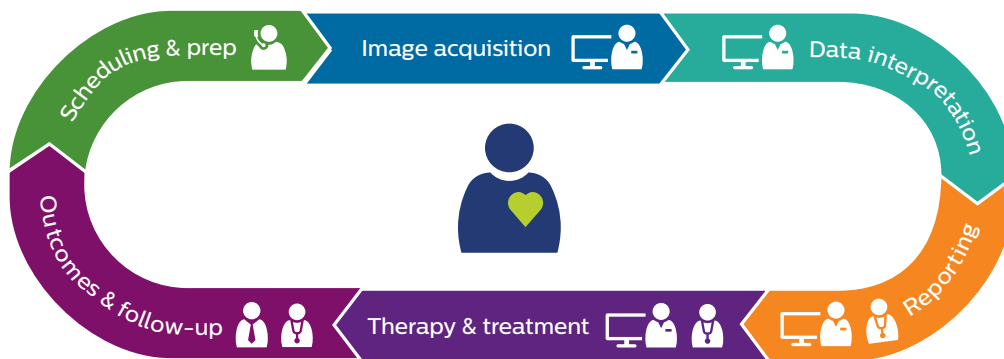 Scheduling & prep
Image acquisition
Data interpretation
Reporting
Therapy & treatment
Outcomes & follow-up